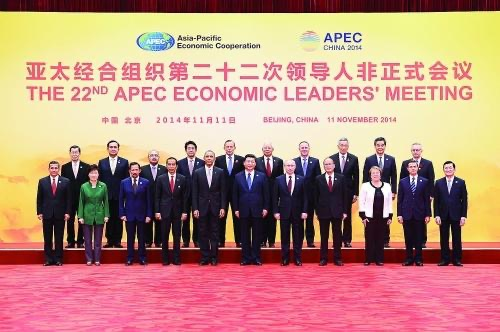 APEC
Asia-Pacific
Economic Cooperation
APEC
CHINA 2014
亚太经合组织第二十二次领导人非正式会议
THE 22ND APEC ECONOMIC LEADERS' MEETING
中国 北京 2014年11月11日 BEIJING, CHINA 11 NOVEMBER 2014